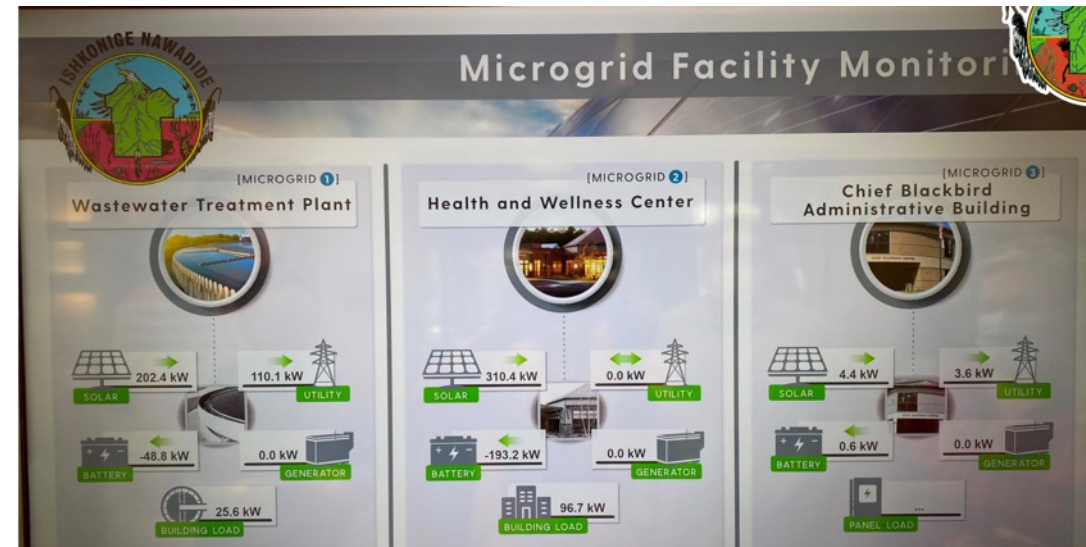 ISHKONIGE NAWADIDE
Microgrid Facility Monitori
[MICROGRID 1]
Wastewater Treatment Plant
202.4 kW
110.1 kW
SOLAR
UTILITY
-48.8 kW
0.0 kW
BATTERY
GENERATOR
25.6 kW
BUILDING LOAD
[MICROGRID 2]
Health and Wellness Center
310.4 kW
0.0 kW
SOLAR
UTILITY
-193.2 kW
0.0 kW
BATTERY
GENERATOR
96.7 kW
BUILDING LOAD
[MICROGRID 3]
Chief Blackbird
Administrative Building
4.4 kW
3.6 kW
SOLAR
UTILITY
0.6 kW
0.0 kW
BATTERY
GENERATOR
...
PANEL LOAD